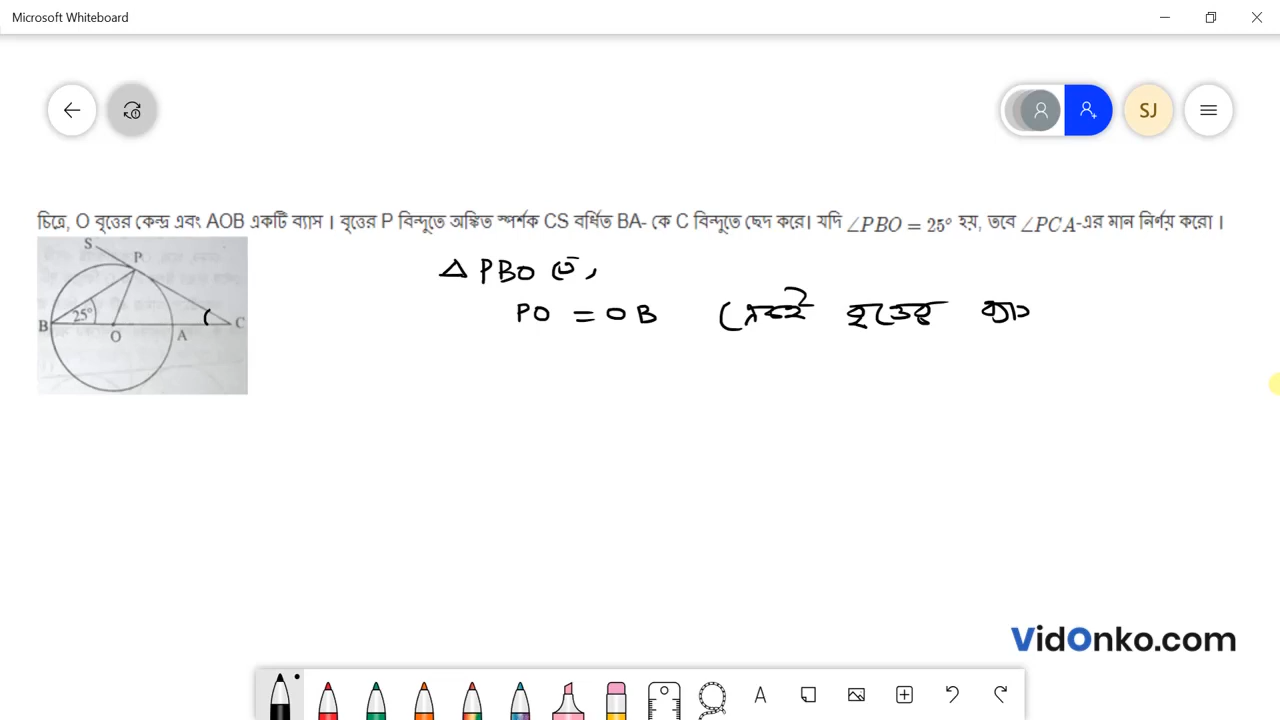 Microsoft Whiteboard
SJ
চিত্রে, O বৃত্তের কেন্দ্র এবং AOB একটি ব্যাস । বৃত্তের P বিন্দুতে অঙ্কিত স্পর্শক CS বর্ধিত BA- কে C বিন্দুতে ছেদ করে। যদি ∠PBO = 25° হয়, তবে ∠PCA-এর মান নির্ণয় করো ।
S
P
25°
B
C
O
A
△ PBO তে,
PO = OB (একই বৃত্তের ব্যাস
VidOnko.com
A